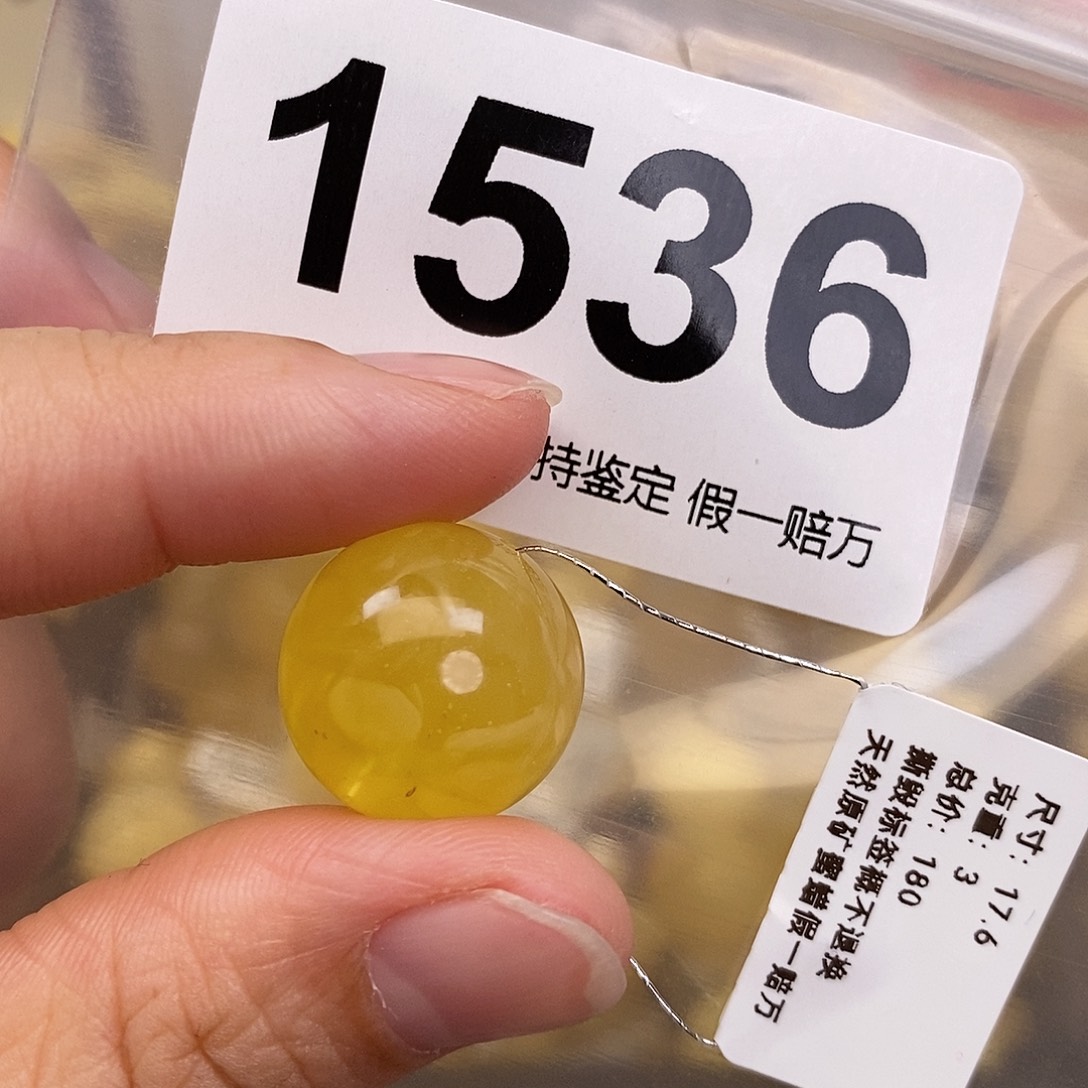 1536
持鉴定 假一赔万
尺寸: 17.6
克重: 3
总价: 180
撕毁标签概不退换
天然原矿蜜蜡假一赔万